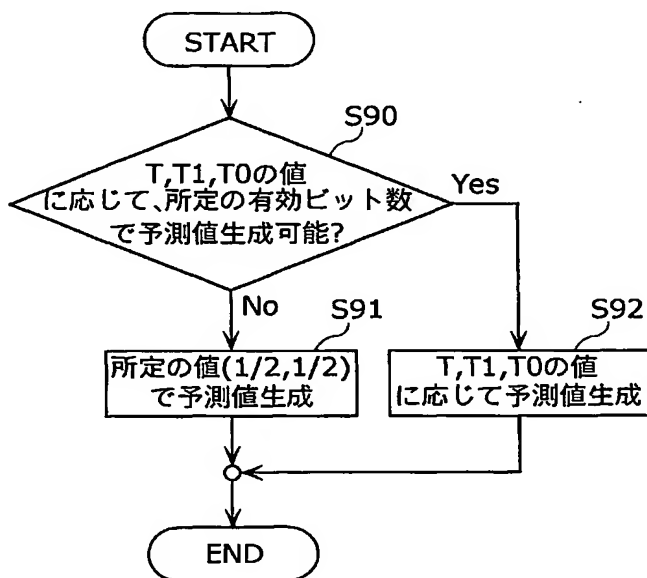 START
S90
T,T1,T0の値
に応じて、所定の有効ビット数
で予測値生成可能?
Yes
No
S91
所定の値(1/2,1/2)
で予測値生成
S92
T,T1,T0の値
に応じて予測値生成
END